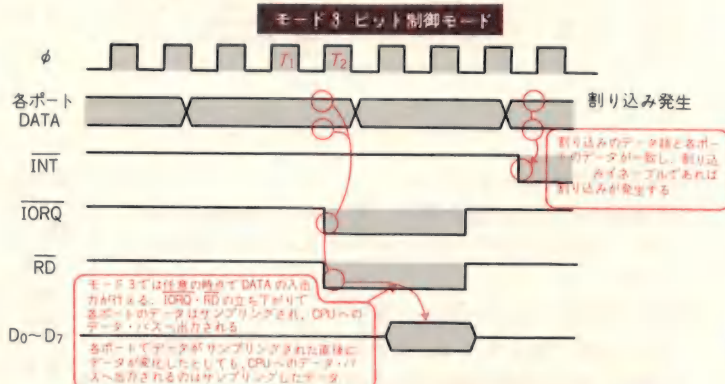 モード3 ビット制御モード
φ
T₁ T₂
各ポート
DATA
割り込み発生
割り込みのデータ語と各ポー
トのデータが一致し,割り込
みイネーブルであれば
割り込みが発生する
INT
IORQ
RD
モード3では任意の時点でDATAの入出
力が行える.IORQ・RDの立ち下がりで
各ポートのデータはサンプリングされ,CPUへの
データ・バスへ出力される
各ポートでデータがサンプリングされた直後に
データが変化したとしても,CPUへのデータ・バ
スへ出力されるのはサンプリングしたデータ
D₀〜D₇